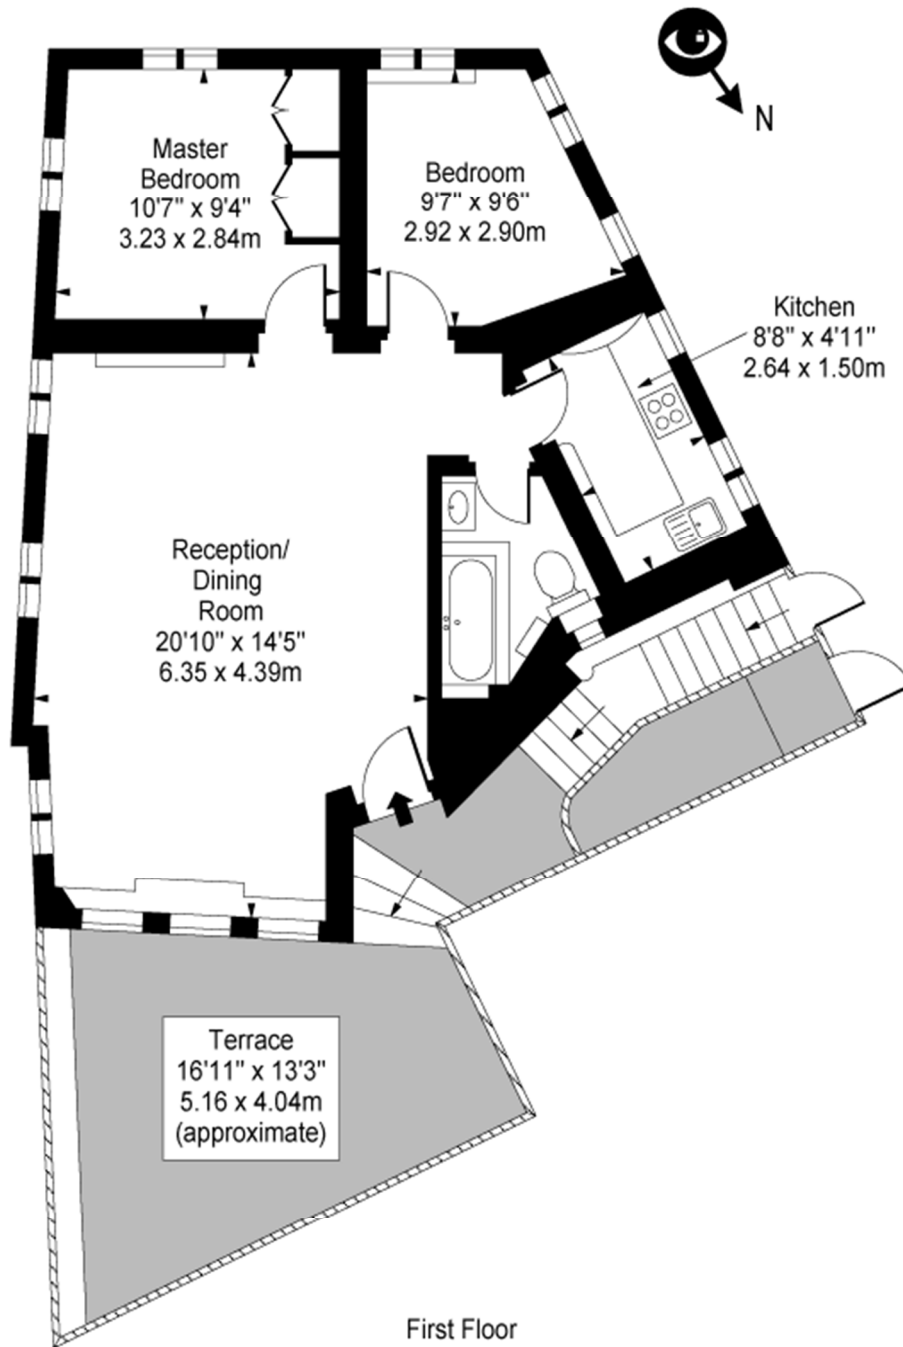 N
Master
Bedroom
10'7" x 9'4"
3.23 x 2.84m
Bedroom
9'7" x 9'6"
2.92 x 2.90m
Kitchen
8'8" x 4'11"
2.64 x 1.50m
Reception/
Dining
Room
20'10" x 14'5"
6.35 x 4.39m
Terrace
16'11" x 13'3"
5.16 x 4.04m
(approximate)
First Floor